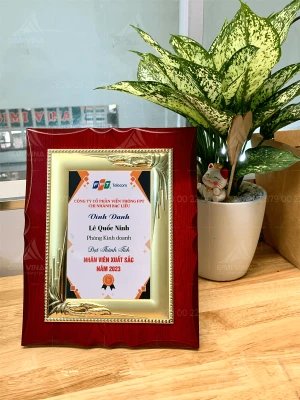 FPT Telecom
CÔNG TY CỔ PHẦN VIỄN THÔNG FPT
CHI NHÁNH BẠC LIÊU
Vinh Danh
Lê Quốc Ninh
Phòng Kinh doanh
Đạt Thành Tích
NHÂN VIÊN XUẤT SẮC
NĂM 2023